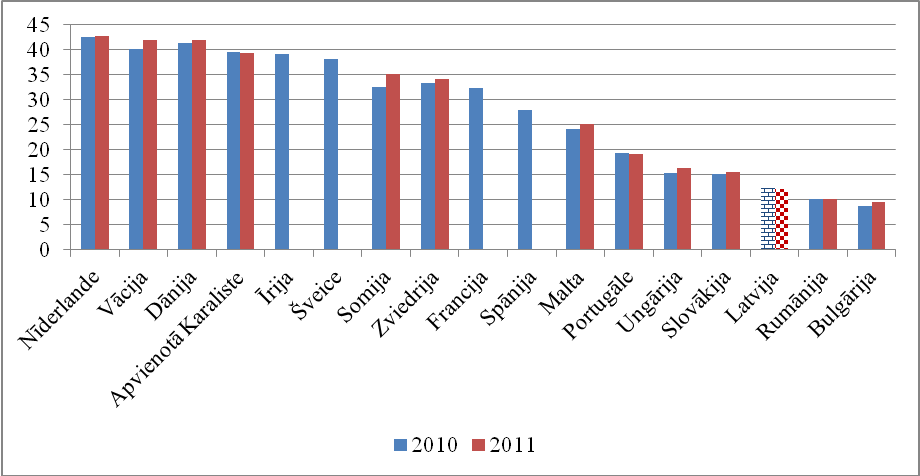 45
40
35
30
25
20
15
10
5
0
Nīderlande
Vācija
Dānija
Apvienotā Karaliste
Īrija
Šveice
Somija
Zviedrija
Francija
Spānija
Malta
Portugāle
Ungārija
Slovākija
Latvija
Rumānija
Bulgārija
2010 2011